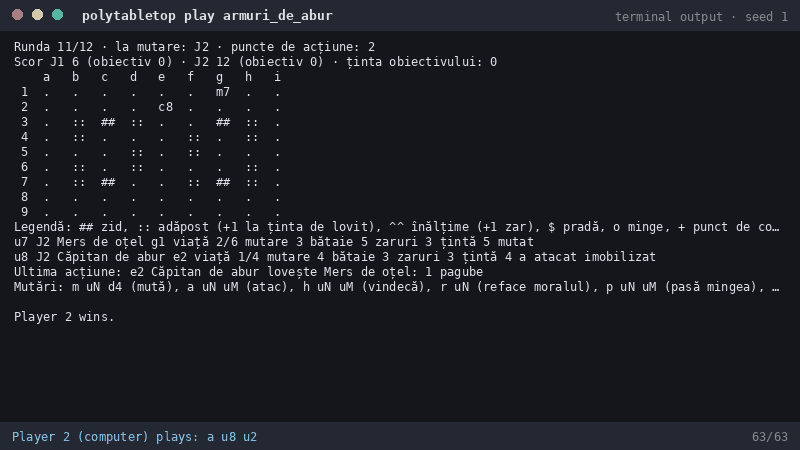 polytabletop play armuri_de_abur
terminal output · seed 1
Runda 11/12 · la mutare: J2 · puncte de acțiune: 2
Scor J1 6 (obiectiv 0) · J2 12 (obiectiv 0) · ținta obiectivului: 0
a b c d e f g h i
1 . . . . . . m7 . .
2 . . . . c8 . . . .
3 . :: ## :: . . ## :: .
4 . :: . . . :: . :: .
5 . . . :: . :: . . .
6 . :: . :: . . . :: .
7 . :: ## . . :: ## :: .
8 . . . . . . . . .
9 . . . . . . . . .
Legendă: ## zid, :: adăpost (+1 la ținta de lovit), ^^ înălțime (+1 zar), $ pradă, o minge, + punct de co…
u7 J2 Mers de oțel g1 viață 2/6 mutare 3 bătaie 5 zaruri 3 țintă 5 mutat
u8 J2 Căpitan de abur e2 viață 1/4 mutare 4 bătaie 3 zaruri 3 țintă 4 a atacat imobilizat
Ultima acțiune: e2 Căpitan de abur lovește Mers de oțel: 1 pagube
Mutări: m uN d4 (mută), a uN uM (atac), h uN uM (vindecă), r uN (reface moralul), p uN uM (pasă mingea), …
Player 2 wins.
Player 2 (computer) plays: a u8 u2
63/63